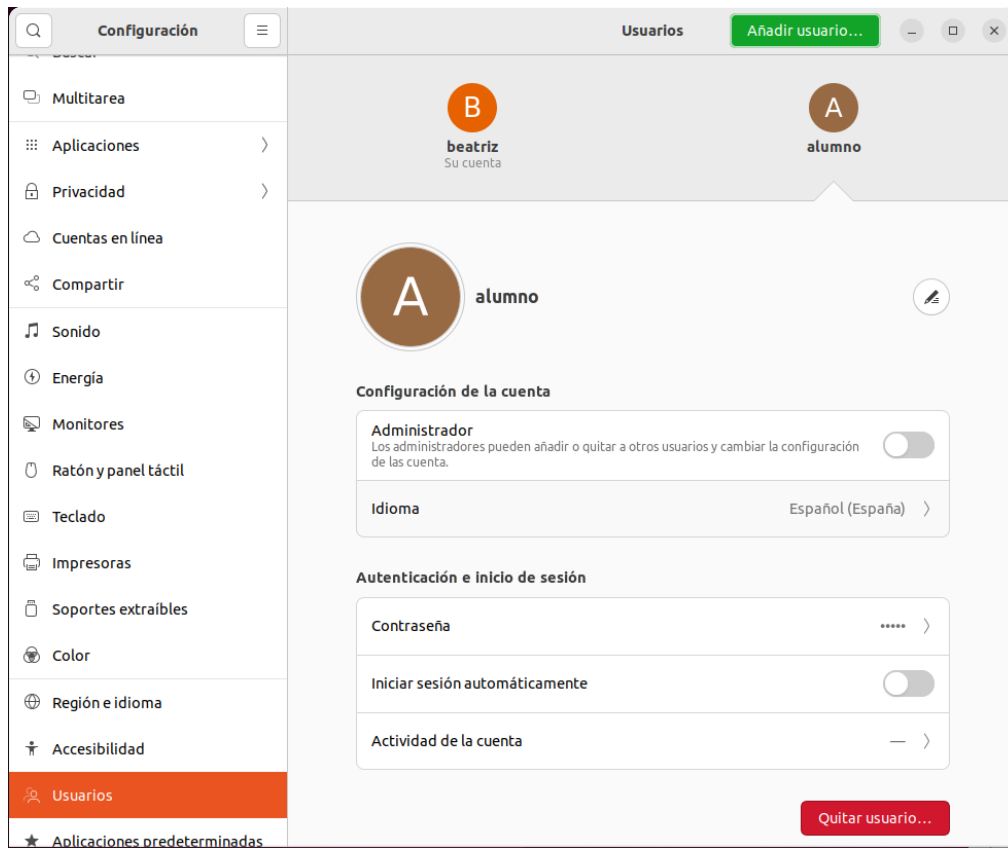 Configuración
Usuarios
Añadir usuario...
Multitarea
Aplicaciones
Privacidad
Cuentas en línea
Compartir
Sonido
Energía
Monitores
Ratón y panel táctil
Teclado
Impresoras
Soportes extraíbles
Color
Región e idioma
Accesibilidad
Usuarios
Aplicaciones predeterminadas
B
beatriz
Su cuenta
A
alumno
A
alumno
Configuración de la cuenta
Administrador
Los administradores pueden añadir o quitar a otros usuarios y cambiar la configuración
de las cuenta.
Idioma
Español (España)
Autenticación e inicio de sesión
Contraseña
•••••
Iniciar sesión automáticamente
Actividad de la cuenta
—
Quitar usuario...